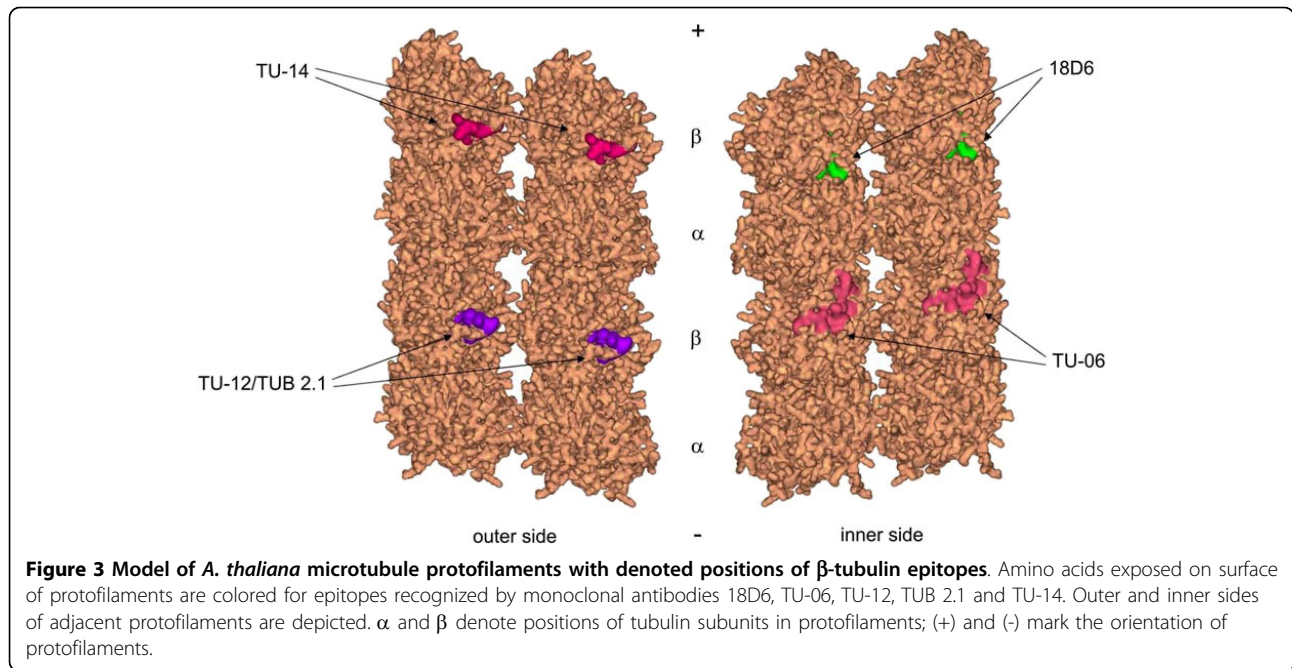 +
TU-14
18D6
β
α
β
TU-12/TUB 2.1
TU-06
α
outer side
-
inner side
Figure 3 Model of A. thaliana microtubule protofilaments with denoted positions of β-tubulin epitopes. Amino acids exposed on surface
of protofilaments are colored for epitopes recognized by monoclonal antibodies 18D6, TU-06, TU-12, TUB 2.1 and TU-14. Outer and inner sides
of adjacent protofilaments are depicted. α and β denote positions of tubulin subunits in protofilaments; (+) and (-) mark the orientation of
protofilaments.